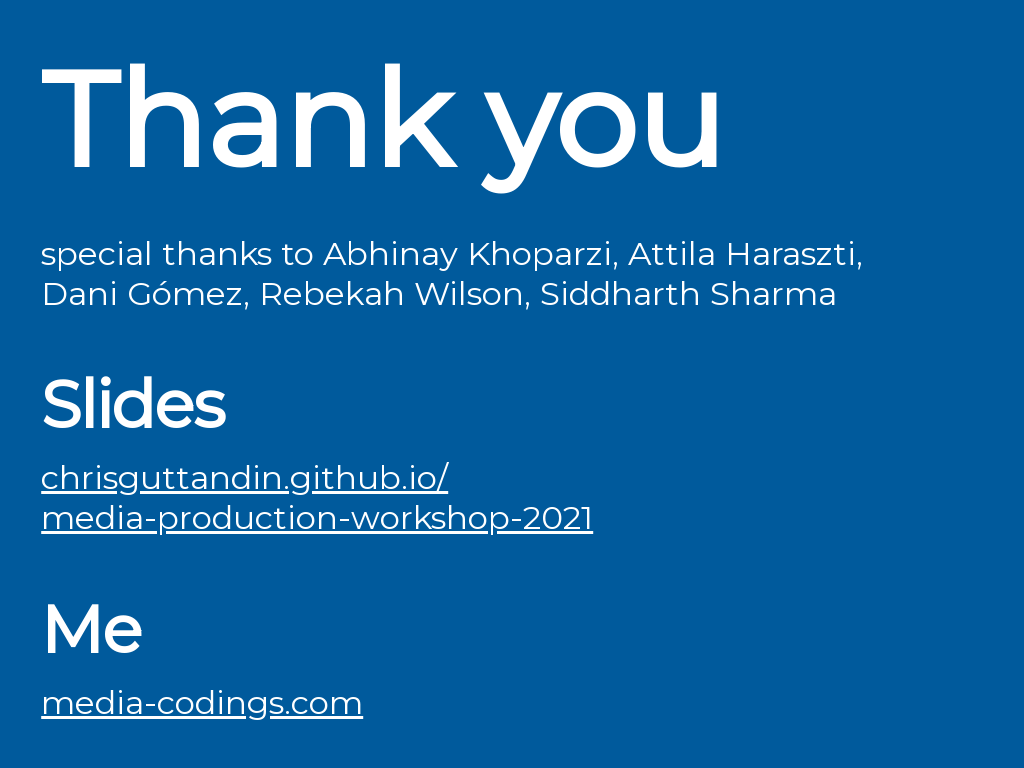 Thank you
special thanks to Abhinay Khoparzi, Attila Haraszti,
Dani Gómez, Rebekah Wilson, Siddharth Sharma
Slides
chrisguttandin.github.io/
media-production-workshop-2021
Me
media-codings.com